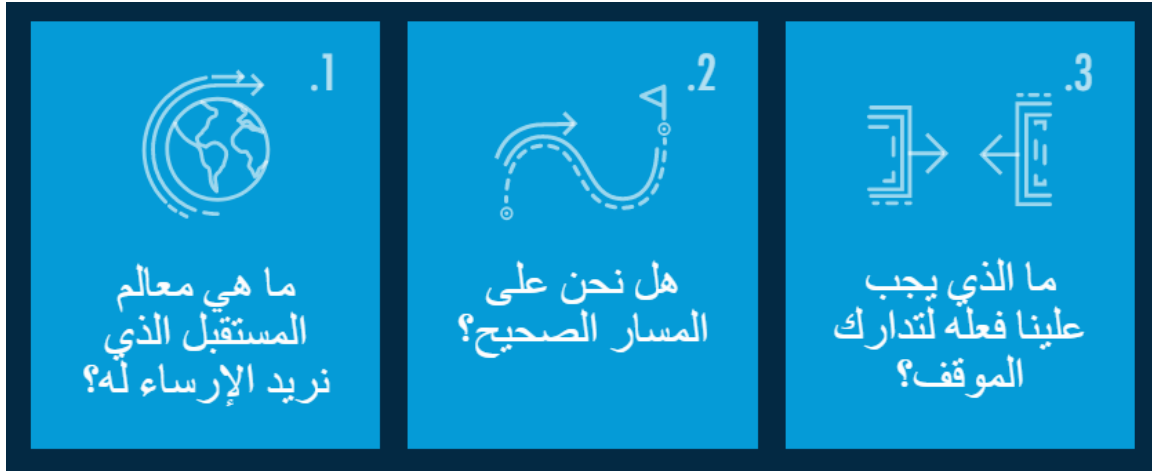 .1
ما هي معالم
المستقبل الذي
نريد الإرساء له؟
.2
هل نحن على
المسار الصحيح؟
.3
ما الذي يجب
علينا فعله لتدارك
الموقف؟